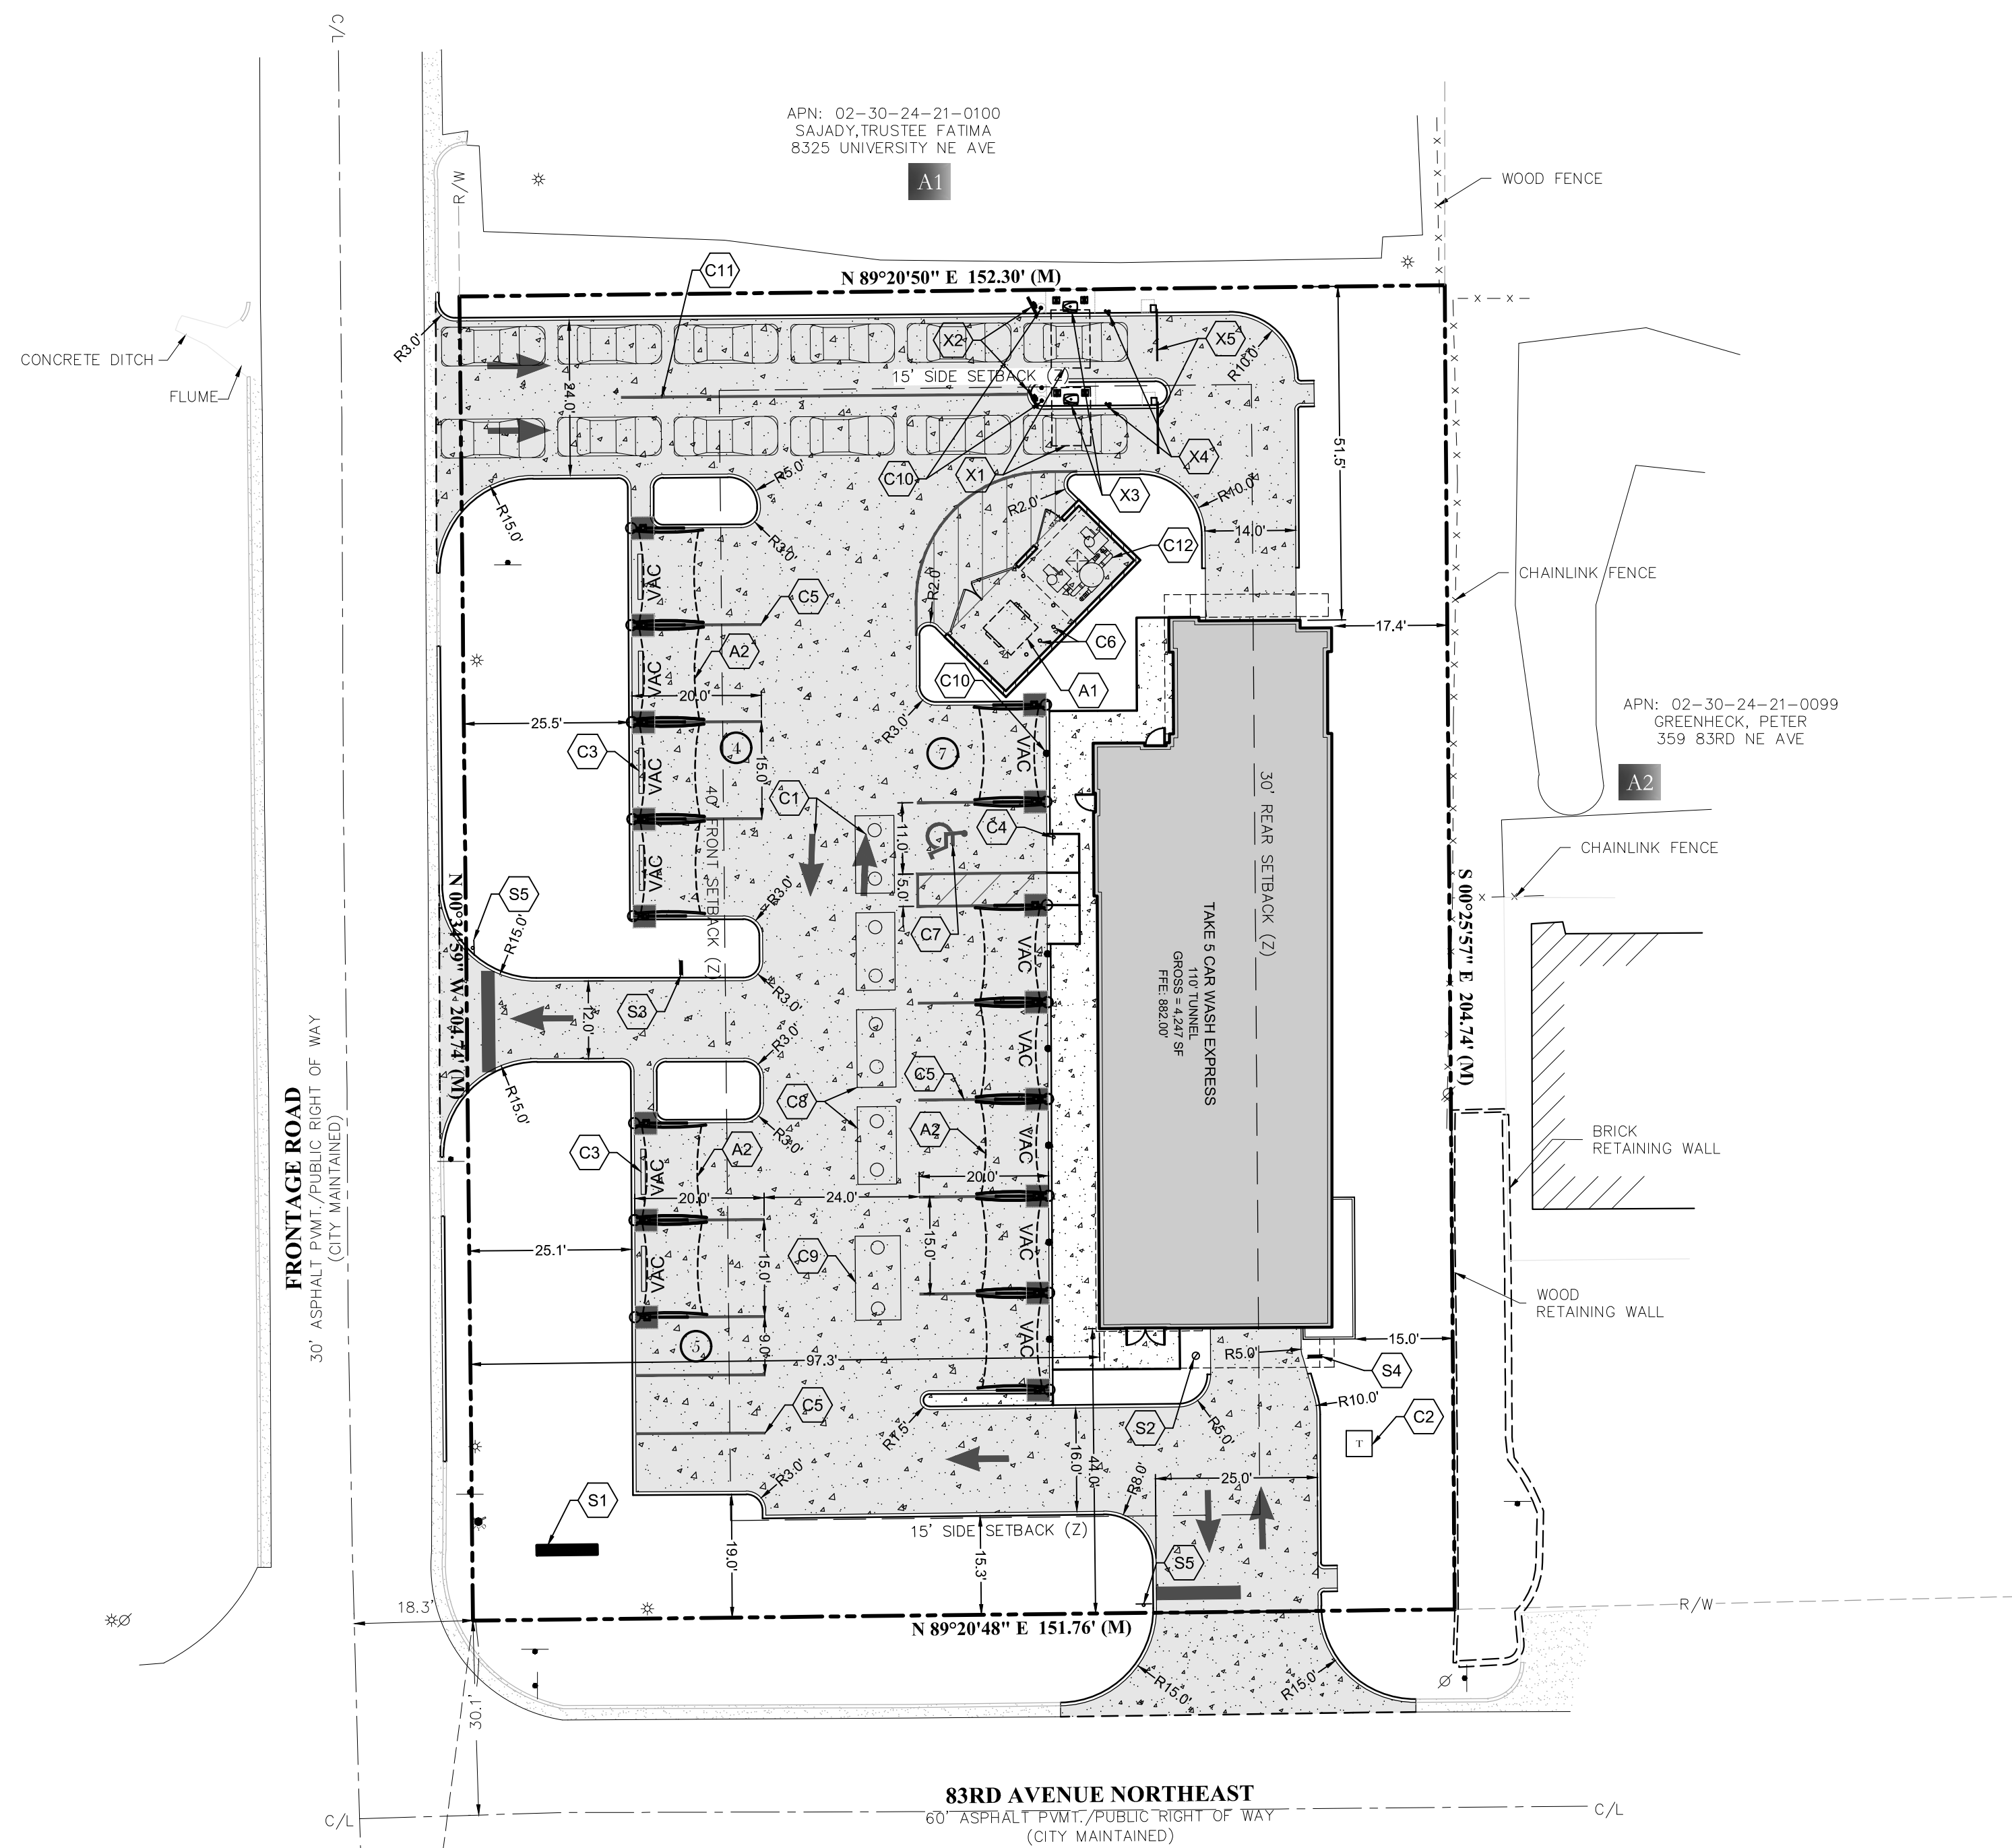 C/L
APN: 02-30-24-21-0100
SAJADY,TRUSTEE FATIMA
8325 UNIVERSITY NE AVE
A1
R/W
WOOD FENCE
C11
N 89°20'50" E 152.30' (M)
CONCRETE DITCH
FLUME
R3.0'
24.0'
X2
X5
15' SIDE SETBACK (Z)
R10.0'
51.5'
R15.0'
R5.0'
R3.0'
C10
X1
X4
X3
R2.0'
R10.0'
14.0'
C12
CHAINLINK FENCE
VAC
C5
R2.0'
C6
17.4'
A2
VAC
20.0'
C10
A1
APN: 02-30-24-21-0099
GREENHECK, PETER
359 83RD NE AVE
A2
25.5'
C3
4
VAC
15.0'
R3.0'
7
VAC
40' FRONT SETBACK (Z)
C1
C4
11.0'
30' REAR SETBACK (Z)
CHAINLINK FENCE
VAC
5.0'
N 00°34'59" W 204.74' (M)
S5
R15.0'
R3.0'
C7
VAC
TAKE 5 CAR WASH EXPRESS
110' TUNNEL
GROSS = 4,247 SF
FFE: 882.00'
S 00°25'57" E 204.74' (M)
S3
12.0'
R3.0'
R3.0'
VAC
FRONTAGE ROAD
30' ASPHALT PVMT./PUBLIC RIGHT OF WAY
(CITY MAINTAINED)
R15.0'
C8
C5
R3.0'
A2
VAC
BRICK
RETAINING WALL
C3
A2
VAC
20.0'
24.0'
20.0'
25.1'
VAC
15.0'
C9
15.0'
VAC
WOOD
RETAINING WALL
5
9.0'
97.3'
VAC
R5.0'
15.0'
S4
C5
R1.5'
S2
R5.0'
R10.0'
C2
T
16.0'
44.0'
R3.0'
R8.0'
25.0'
S1
19.0'
15' SIDE SETBACK (Z)
15.3'
S5
18.3'
N 89°20'48" E 151.76' (M)
R/W
R15.0'
R15.0'
30.1'
83RD AVENUE NORTHEAST
60' ASPHALT PVMT./PUBLIC RIGHT OF WAY
(CITY MAINTAINED)
C/L
C/L